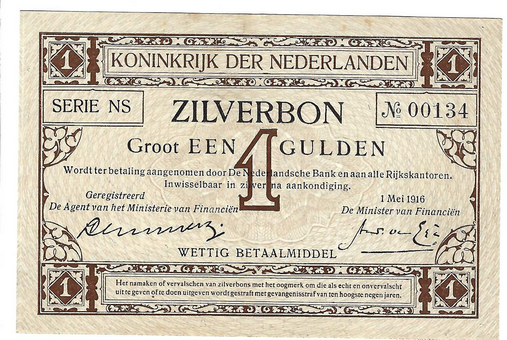 1 KONINKRIJK DER NEDERLANDEN 1
SERIE NS ZILVERBON № 00134
Groot EEN 1 GULDEN
Wordt ter betaling aangenomen door De Nederlandsche Bank en aan alle Rijkskantoren.
Inwisselbaar in zilver na aankondiging.
Geregistreerd 1 Mei 1916
De Agent van het Ministerie van Financiën De Minister van Financiën
WETTIG BETAALMIDDEL
1 Het namaken of vervalschen van zilverbons met het oogmerk om die als echt en onvervalscht 1
uit te geven of te doen uitgeven wordt gestraft met gevangenisstraf van ten hoogste negen jaren.